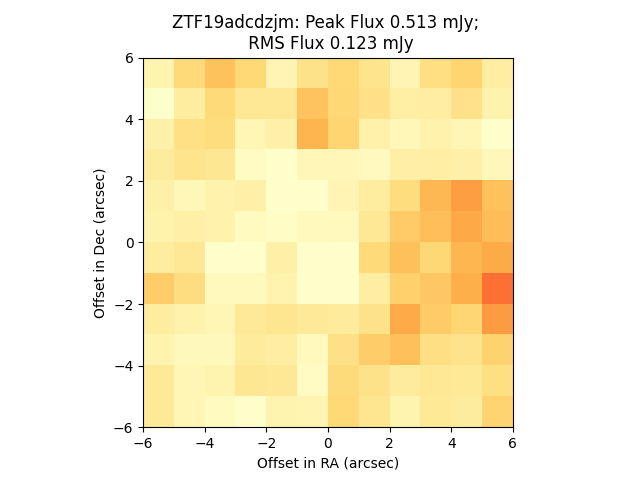 ZTF19adcdzjm: Peak Flux 0.513 mJy;
RMS Flux 0.123 mJy
6
4
2
0
−2
−4
−6
Offset in Dec (arcsec)
−6 −4 −2 0 2 4 6
Offset in RA (arcsec)